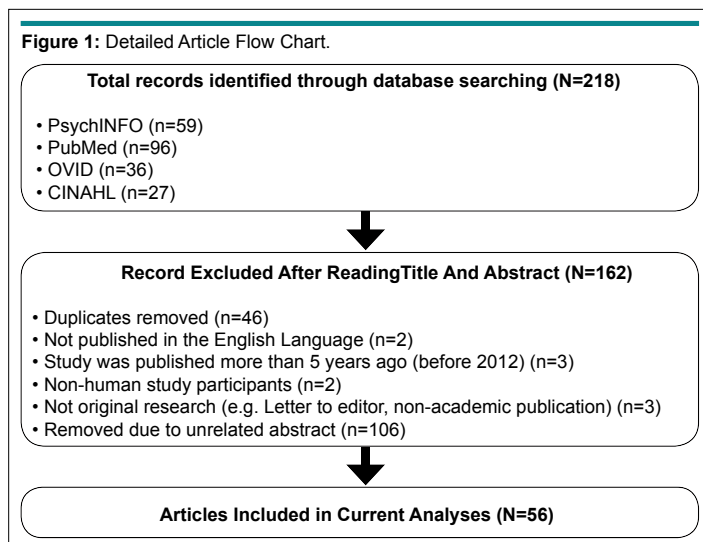 Figure 1: Detailed Article Flow Chart.
Total records identified through database searching (N=218)
• PsychINFO (n=59)
• PubMed (n=96)
• OVID (n=36)
• CINAHL (n=27)
Record Excluded After ReadingTitle And Abstract (N=162)
• Duplicates removed (n=46)
• Not published in the English Language (n=2)
• Study was published more than 5 years ago (before 2012) (n=3)
• Non-human study participants (n=2)
• Not original research (e.g. Letter to editor, non-academic publication) (n=3)
• Removed due to unrelated abstract (n=106)
Articles Included in Current Analyses (N=56)